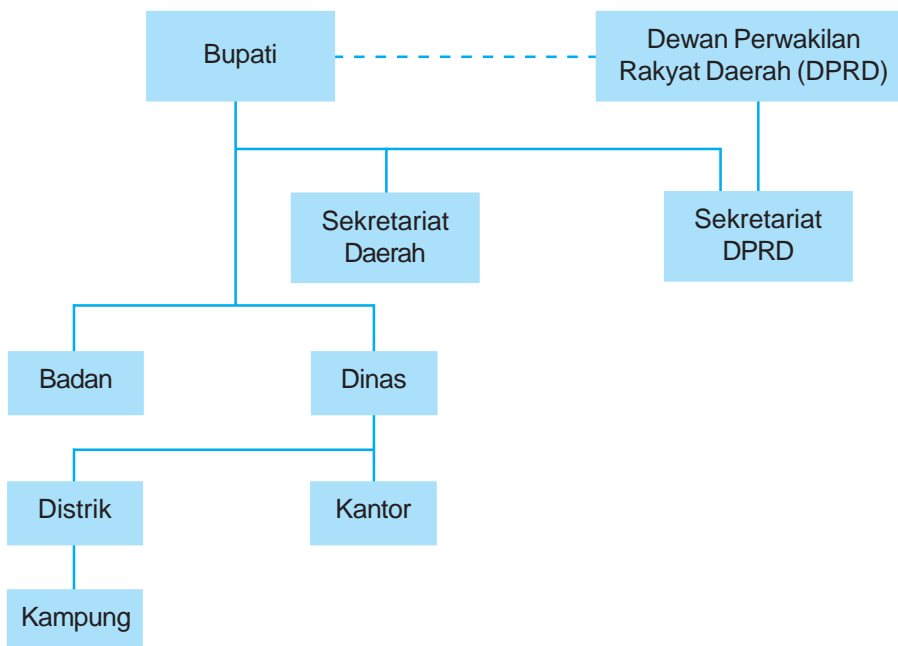 Bupati
Dewan Perwakilan
Rakyat Daerah (DPRD)
Sekretariat
Daerah
Sekretariat
DPRD
Badan
Dinas
Distrik
Kantor
Kampung